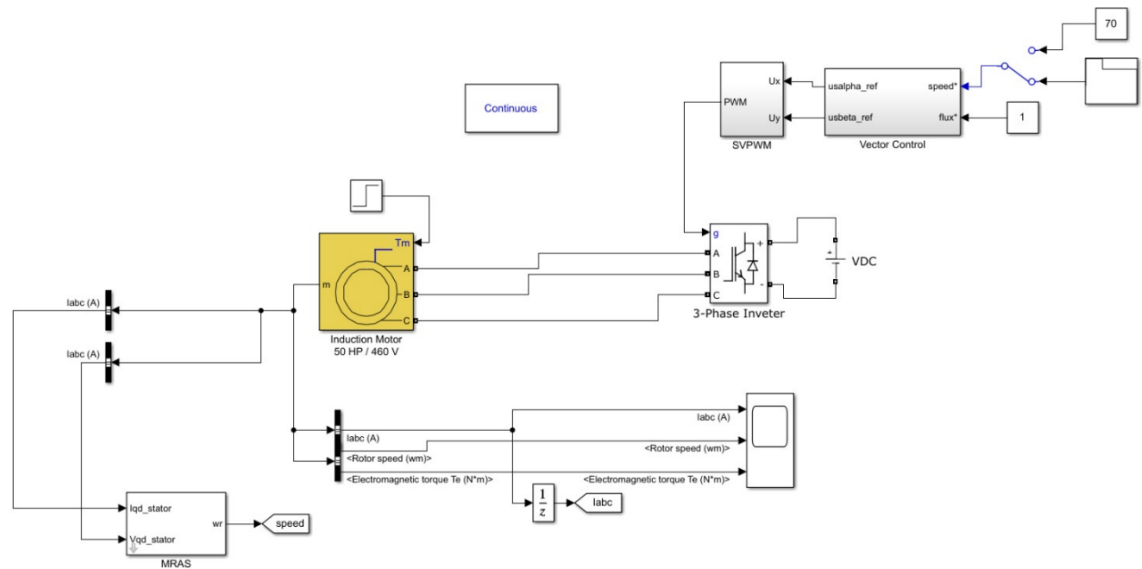 70
Continuous
PWM
Ux
Uy
SVPWM
usalpha_ref
usbeta_ref
speed*
flux*
Vector Control
1
g
A
B
C
+
-
3-Phase Inveter
+
VDC
Tm
m
A
B
C
Induction Motor
50 HP / 460 V
Iabc (A)
Iabc (A)
Iabc (A)
<Rotor speed (wm)>
<Electromagnetic torque Te (N*m)>
Iabc (A)
<Rotor speed (wm)>
<Electromagnetic torque Te (N*m)>
1
z
Iabc
Iqd_stator
Vqd_stator
wr
MRAS
speed